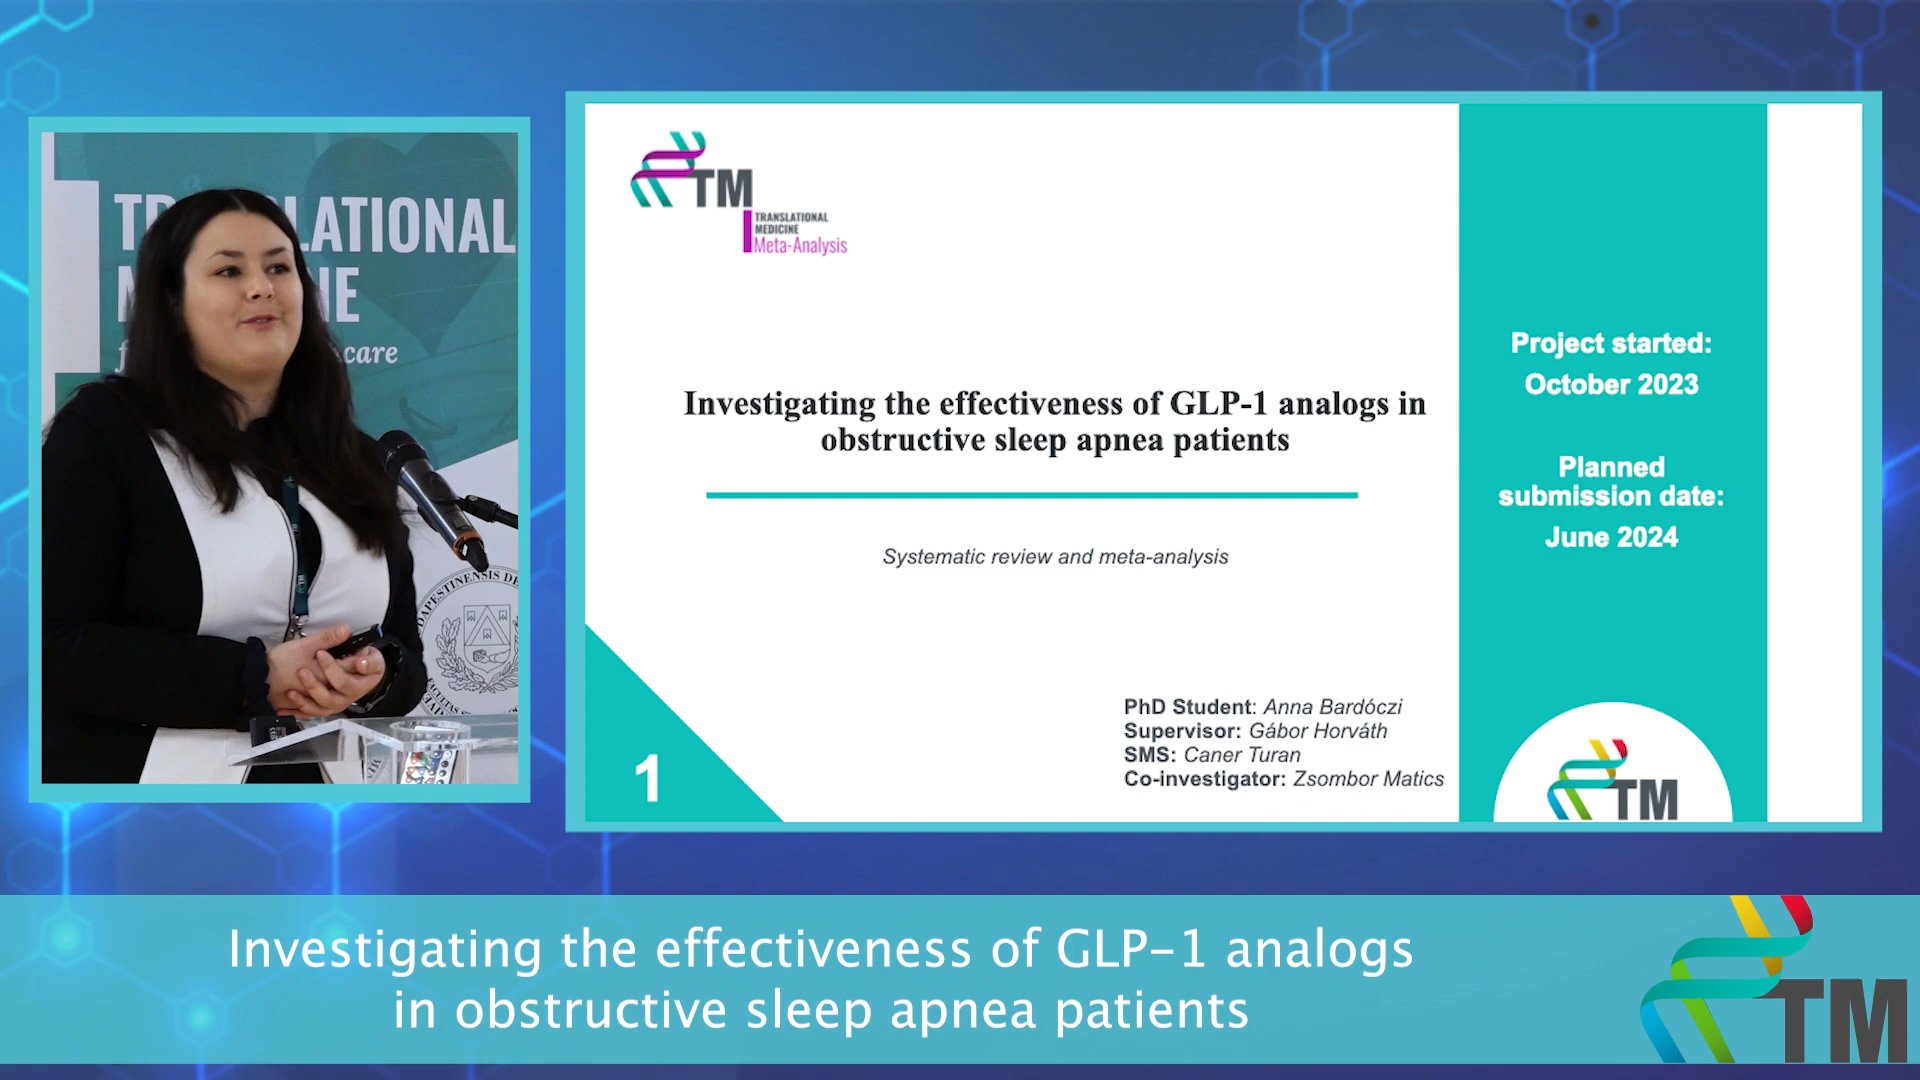 LATIONAL
care
DAPESTINENSIS DE
TM
TRANSLATIONAL
MEDICINE
Meta-Analysis
Investigating the effectiveness of GLP-1 analogs in
obstructive sleep apnea patients
Systematic review and meta-analysis
PhD Student: Anna Bardóczi
Supervisor: Gábor Horváth
SMS: Caner Turan
Co-investigator: Zsombor Matics
1
Project started:
October 2023
Planned
submission date:
June 2024
TM
Investigating the effectiveness of GLP-1 analogs
in obstructive sleep apnea patients
TM